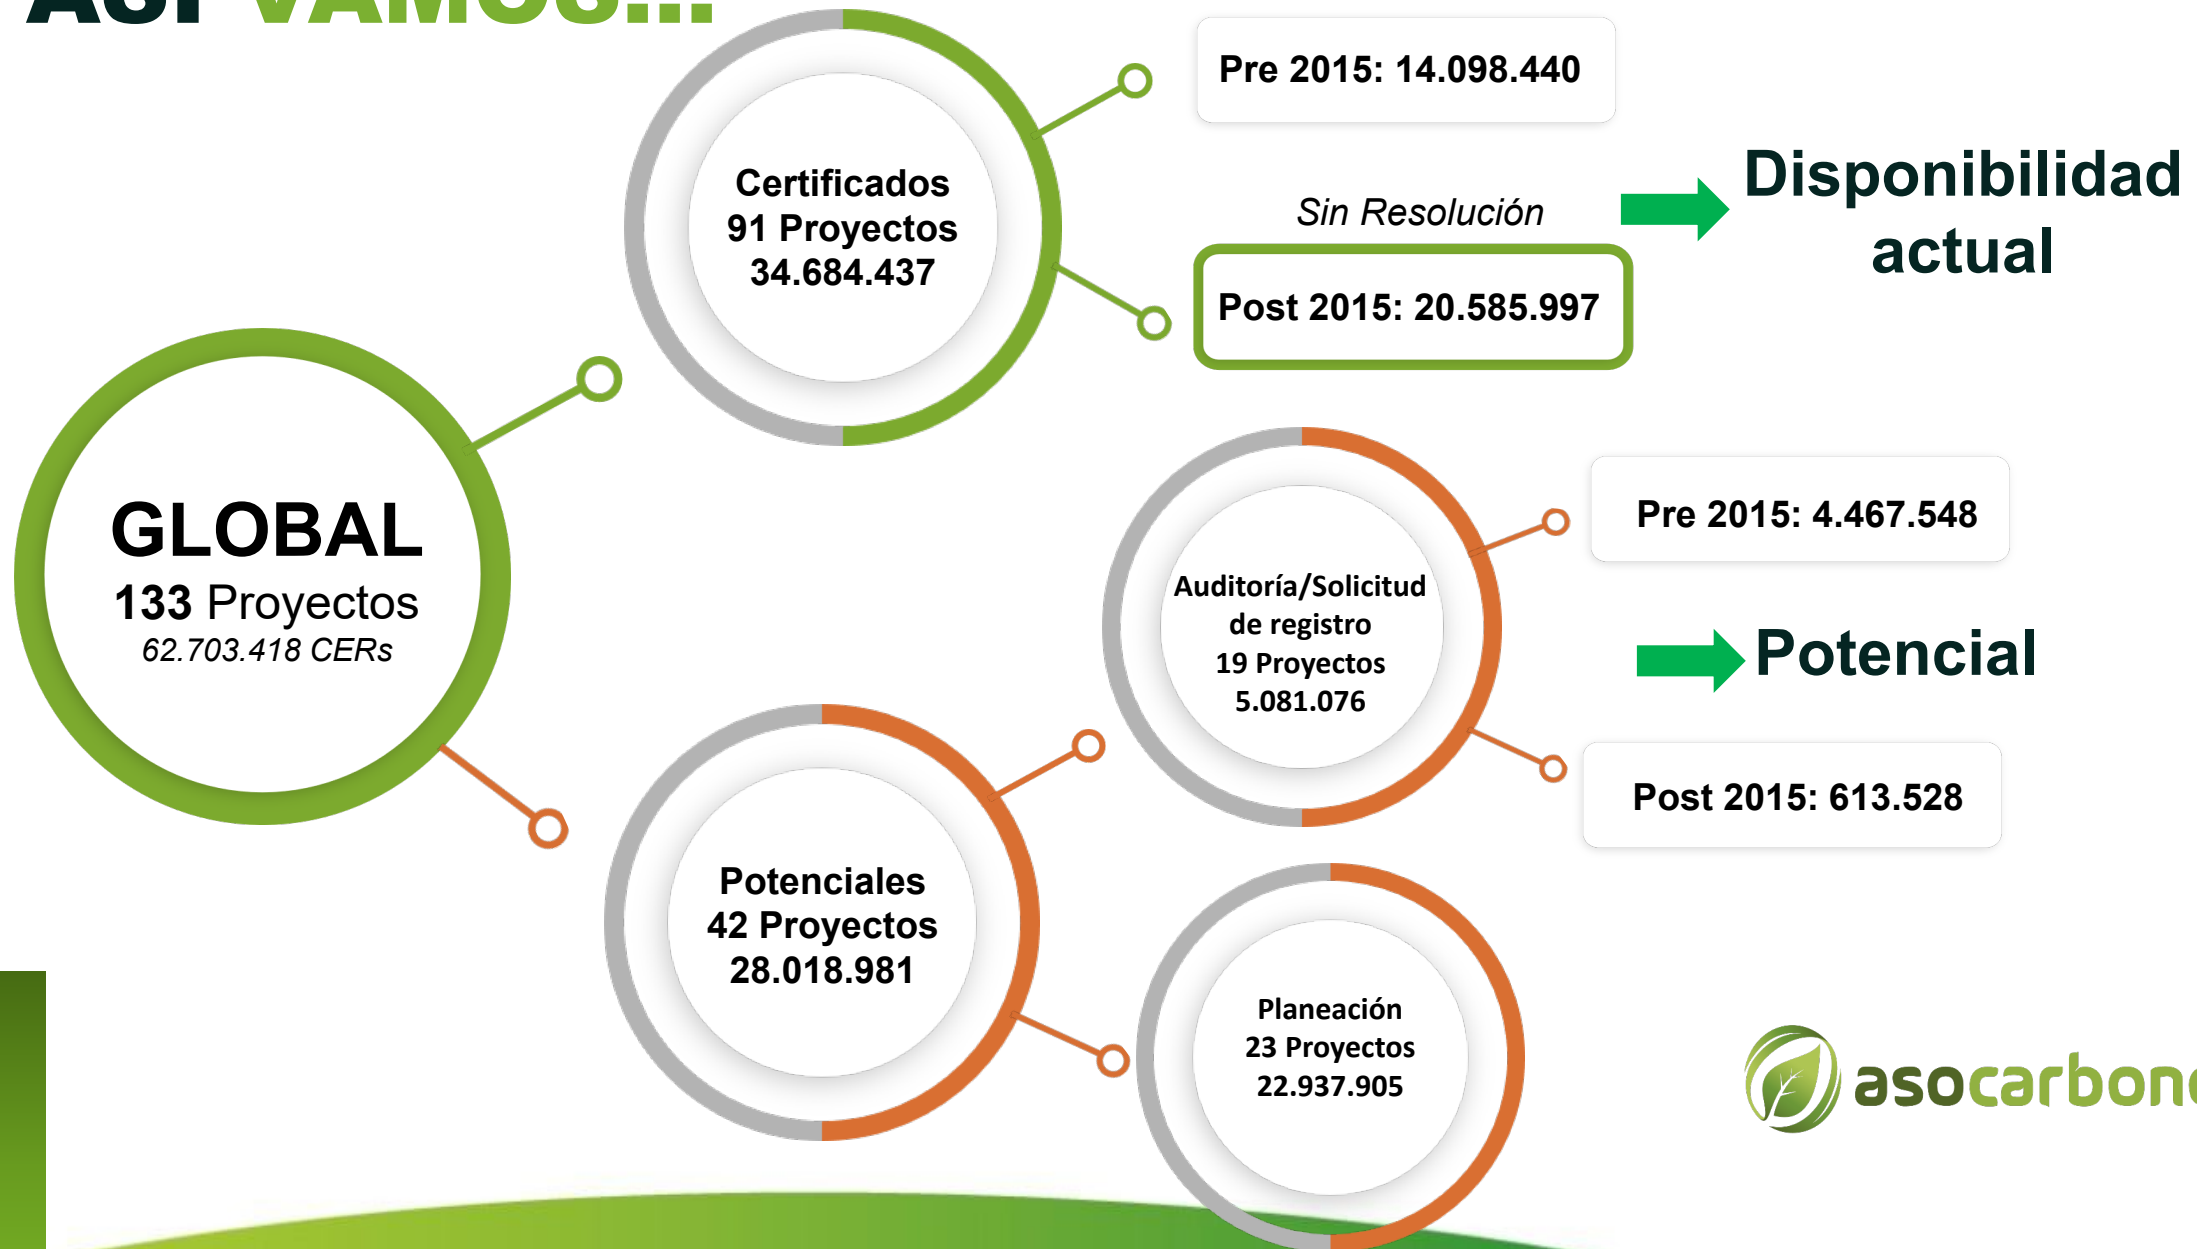 ASÍ VAMOS...
Pre 2015: 14.098.440
Certificados
91 Proyectos
34.684.437
Sin Resolución
Post 2015: 20.585.997
Disponibilidad
actual
GLOBAL
133 Proyectos
62.703.418 CERs
Auditoría/Solicitud
de registro
19 Proyectos
5.081.076
Pre 2015: 4.467.548
Potencial
Post 2015: 613.528
Potenciales
42 Proyectos
28.018.981
Planeación
23 Proyectos
22.937.905
asocarbono